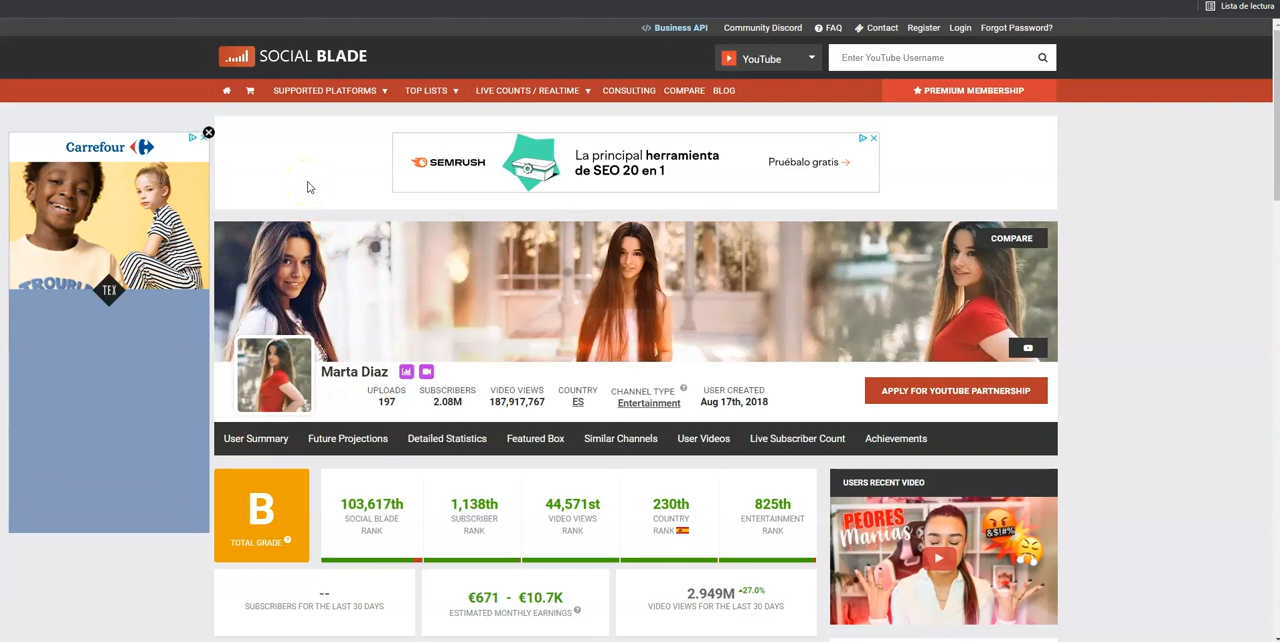 Lista de lectura
Business API Community Discord FAQ Contact Register Login Forgot Password?
SOCIAL BLADE
YouTube
Enter YouTube Username
SUPPORTED PLATFORMS TOP LISTS LIVE COUNTS / REALTIME CONSULTING COMPARE BLOG
PREMIUM MEMBERSHIP
Carrefour
TEX
SEMRUSH
La principal herramienta
de SEO 20 en 1
Pruébalo gratis →
COMPARE
Marta Diaz
UPLOADS SUBSCRIBERS VIDEO VIEWS COUNTRY CHANNEL TYPE USER CREATED
197 2.08M 187,917,767 ES Entertainment Aug 17th, 2018
APPLY FOR YOUTUBE PARTNERSHIP
User Summary Future Projections Detailed Statistics Featured Box Similar Channels User Videos Live Subscriber Count Achievements
B
TOTAL GRADE
103,617th
SOCIAL BLADE
RANK
1,138th
SUBSCRIBER
RANK
44,571st
VIDEO VIEWS
RANK
230th
COUNTRY
RANK
825th
ENTERTAINMENT
RANK
USERS RECENT VIDEO
PEORES
Manias
&$!#%
--
SUBSCRIBERS FOR THE LAST 30 DAYS
€671 - €10.7K
ESTIMATED MONTHLY EARNINGS
2.949M +27.0%
VIDEO VIEWS FOR THE LAST 30 DAYS